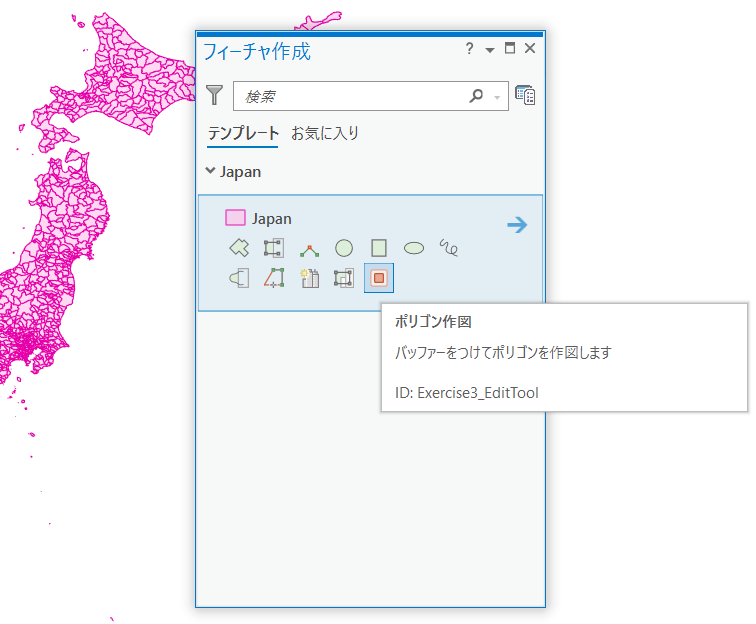 フィーチャ作成
検索
テンプレート お気に入り
Japan
Japan
ポリゴン作図
バッファーをつけてポリゴンを作図します
ID: Exercise3_EditTool